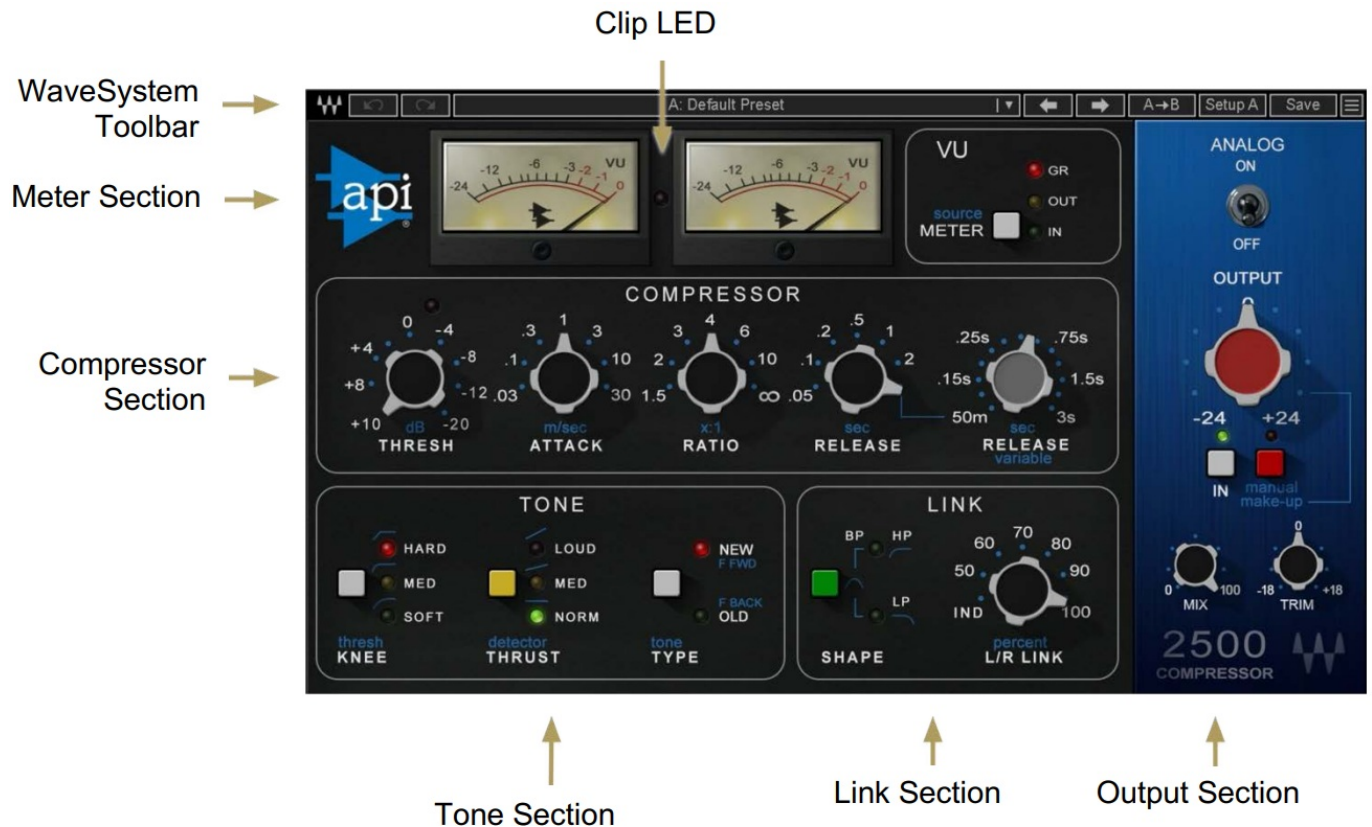 Clip LED
WaveSystem
Toolbar
A: Default Preset
A→B
Setup A
Save
Meter Section
api
®
-24
-12
-6
-3
-2
-1
0
VU
-24
-12
-6
-3
-2
-1
0
VU
VU
GR
OUT
IN
source
METER
ANALOG
ON
OFF
OUTPUT
0
-24
+24
IN
manual
make-up
Compressor
Section
COMPRESSOR
+10
+8
+4
0
-4
-8
-12
-20
dB
THRESH
.03
.1
.3
1
3
10
30
m/sec
ATTACK
1.5
2
3
4
6
10
∞
x:1
RATIO
.05
.1
.2
.5
1
2
sec
RELEASE
50m
.15s
.25s
.75s
1.5s
3s
sec
RELEASE
variable
TONE
HARD
MED
SOFT
thresh
KNEE
LOUD
MED
NORM
detector
THRUST
NEW
F FWD
F BACK
OLD
tone
TYPE
LINK
BP
HP
LP
SHAPE
IND
50
60
70
80
90
100
percent
L/R LINK
0
100
MIX
0
-18
+18
TRIM
2500
COMPRESSOR
Tone Section
Link Section
Output Section